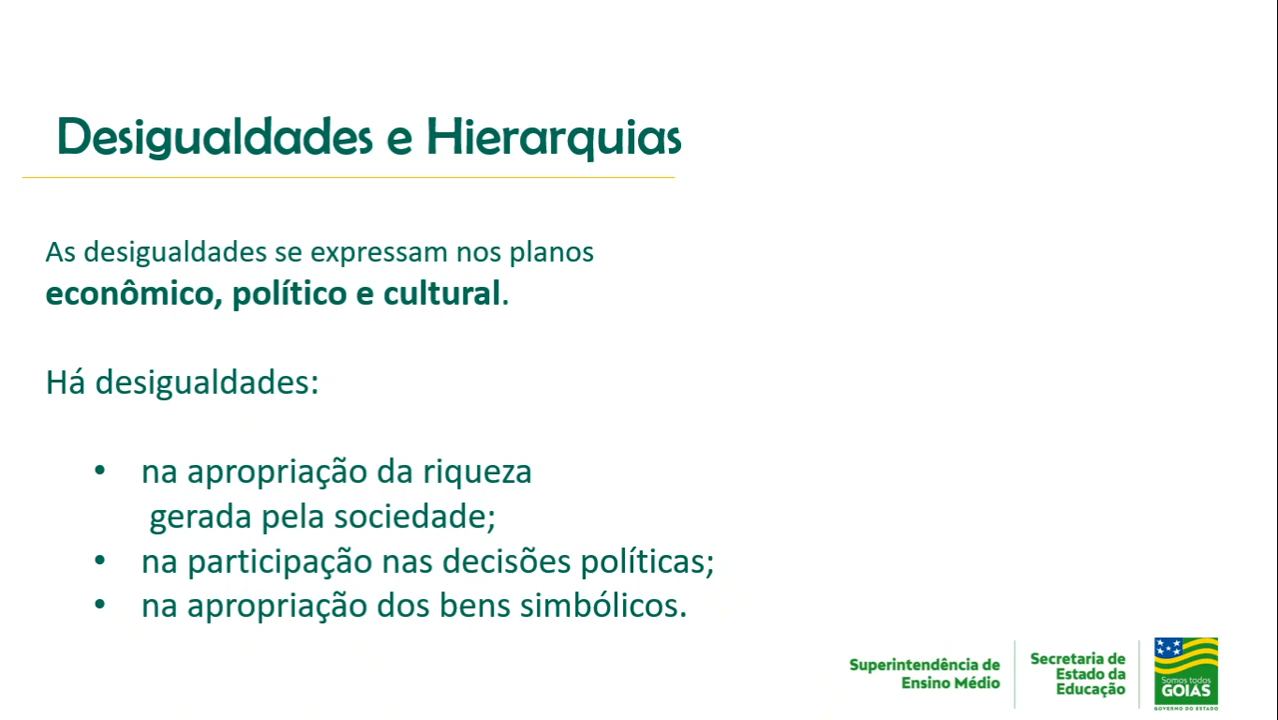 Desigualdades e Hierarquias
As desigualdades se expressam nos planos
econômico, político e cultural.
Há desigualdades:
• na apropriação da riqueza
gerada pela sociedade;
• na participação nas decisões políticas;
• na apropriação dos bens simbólicos.
Superintendência de
Ensino Médio
Secretaria de
Estado da
Educação
Somos todos
GOIÁS
GOVERNO DO ESTADO